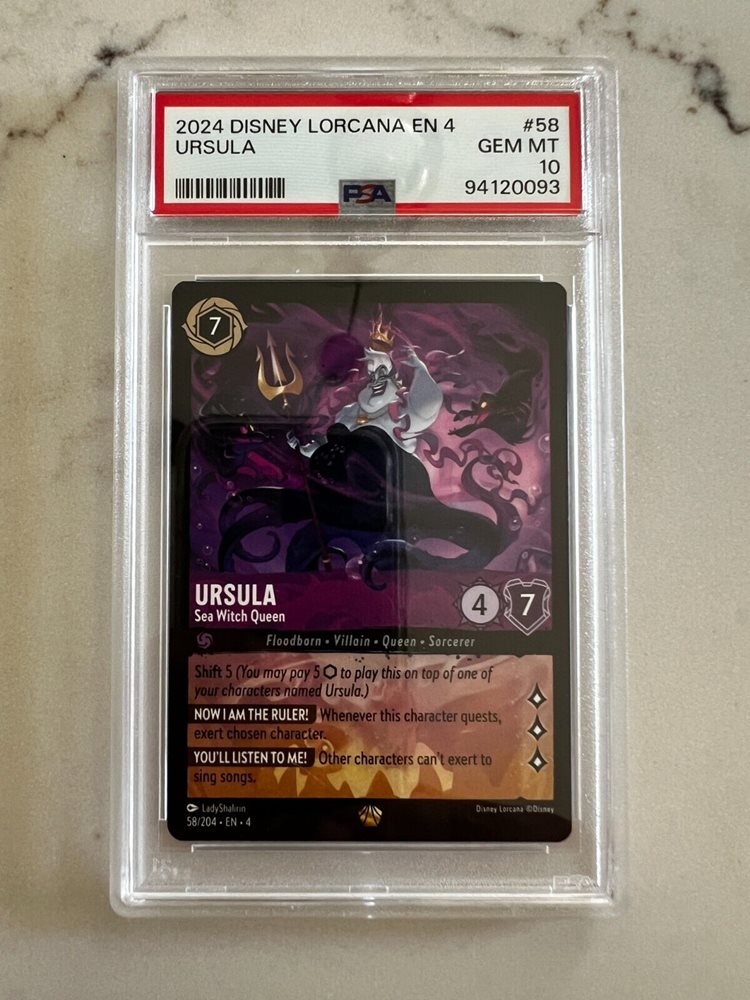 2024 DISNEY LORCANA EN 4 #58
URSULA GEM MT
10
PSA 94120093
7
URSULA
Sea Witch Queen
4 7
Floodborn • Villain • Queen • Sorcerer
Shift 5 (You may pay 5 ⬡ to play this on top of one of
your characters named Ursula.)
NOW I AM THE RULER! Whenever this character quests,
exert chosen character.
YOU'LL LISTEN TO ME! Other characters can't exert to
sing songs.
LadyShalirin Disney Lorcana ©Disney
58/204 • EN • 4